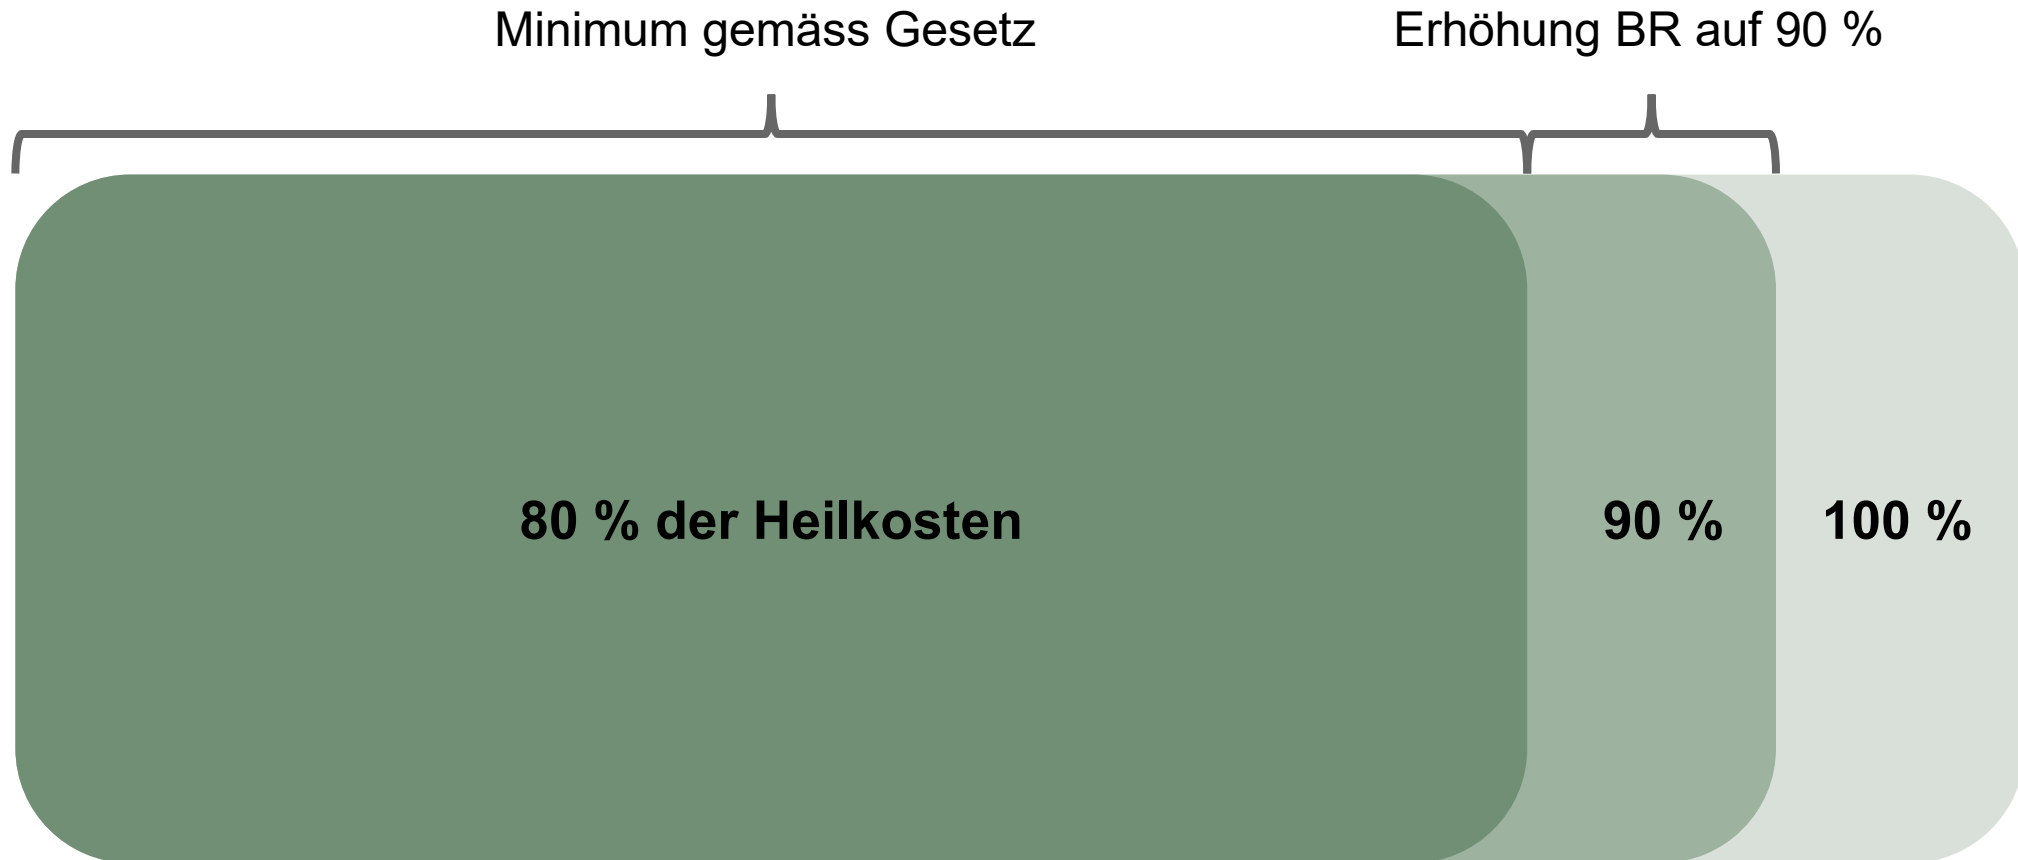 Minimum gemäss Gesetz
Erhöhung BR auf 90 %
80 % der Heilkosten
90 %
100 %